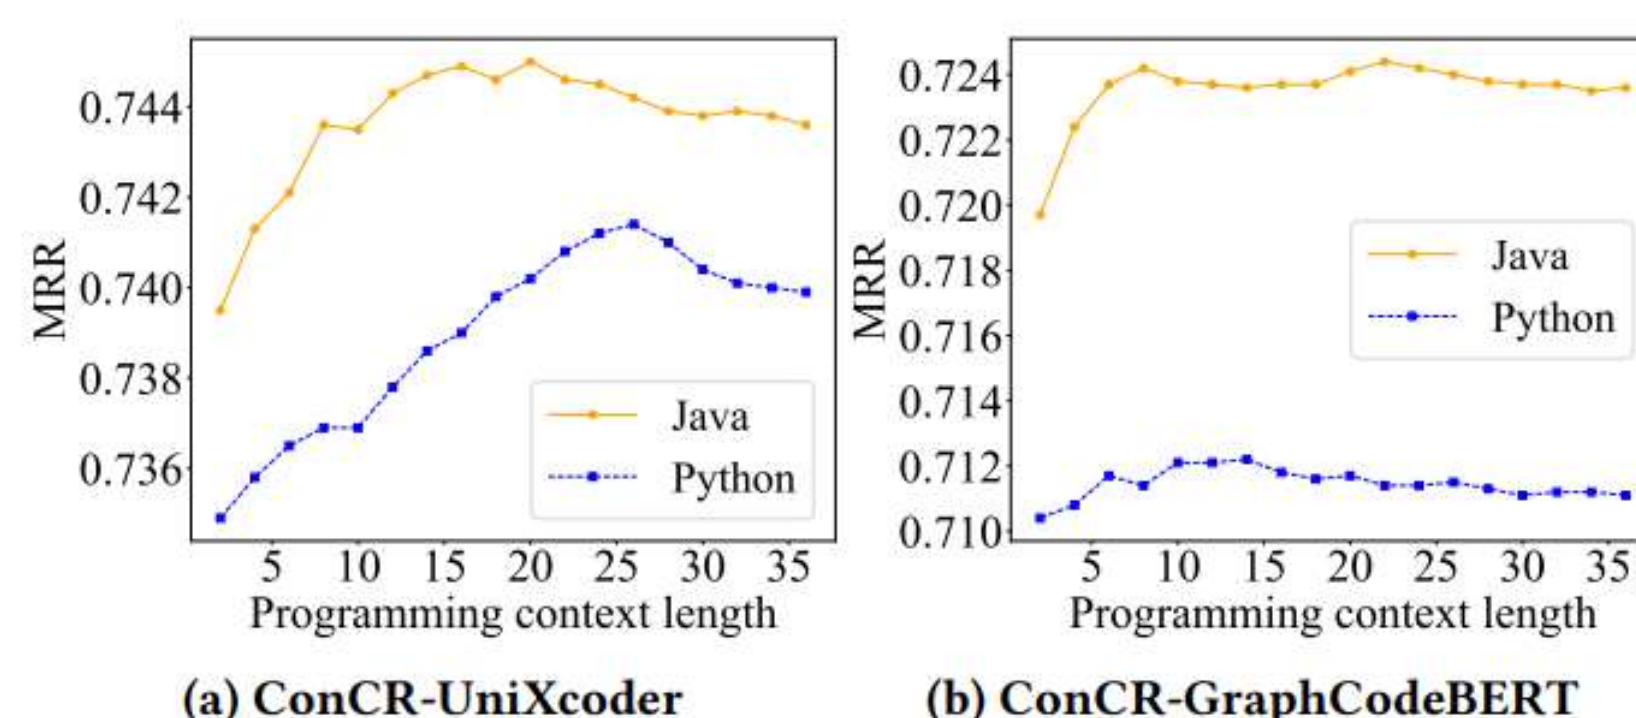 0.744
0.742
0.740
0.738
0.736
MRR
Java
Python
5 10 15 20 25 30 35
Programming context length
(a) ConCR-UniXcoder
0.724
0.722
0.720
0.718
0.716
0.714
0.712
0.710
MRR
Java
Python
5 10 15 20 25 30 35
Programming context length
(b) ConCR-GraphCodeBERT